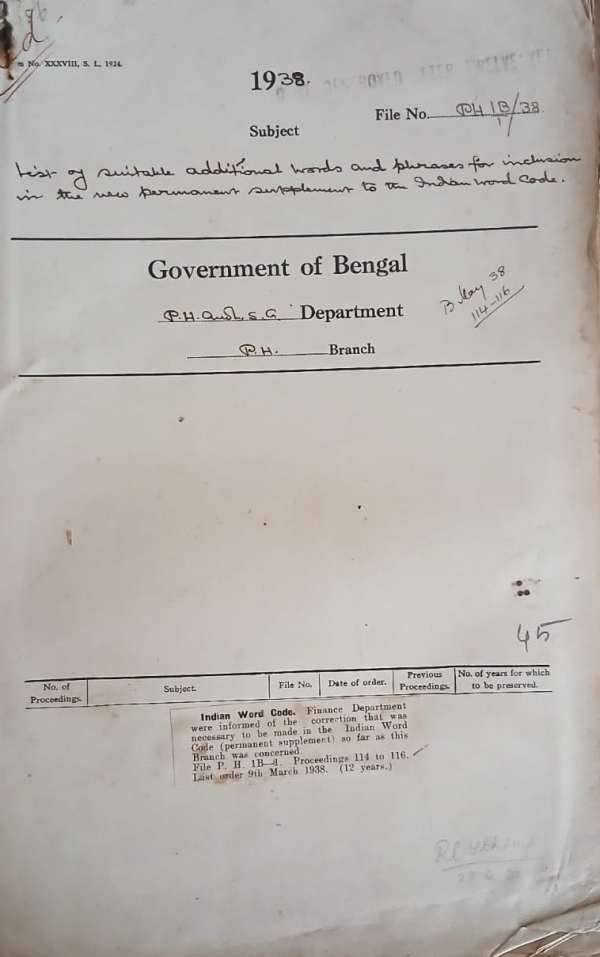 No. XXXVIII, S. L. 1924.
1938.
File No. PH 1B/1/38.
Subject
List of suitable additional words and phrases for inclusion
in the new permanent supplement to the Indian Word Code.
Government of Bengal
P.H. and L.S.G. Department
P.H. Branch
B May 38
114-116
45
No. of Proceedings. Subject. File No. Date of order. Previous Proceedings. No. of years for which to be preserved.
Indian Word Code. Finance Department
were informed of the correction that was
necessary to be made in the Indian Word
Code (permanent supplement) so far as this
Branch was concerned.
File P. H. 1B—1. Proceedings 114 to 116.
Last order 9th March 1938. (12 years.)